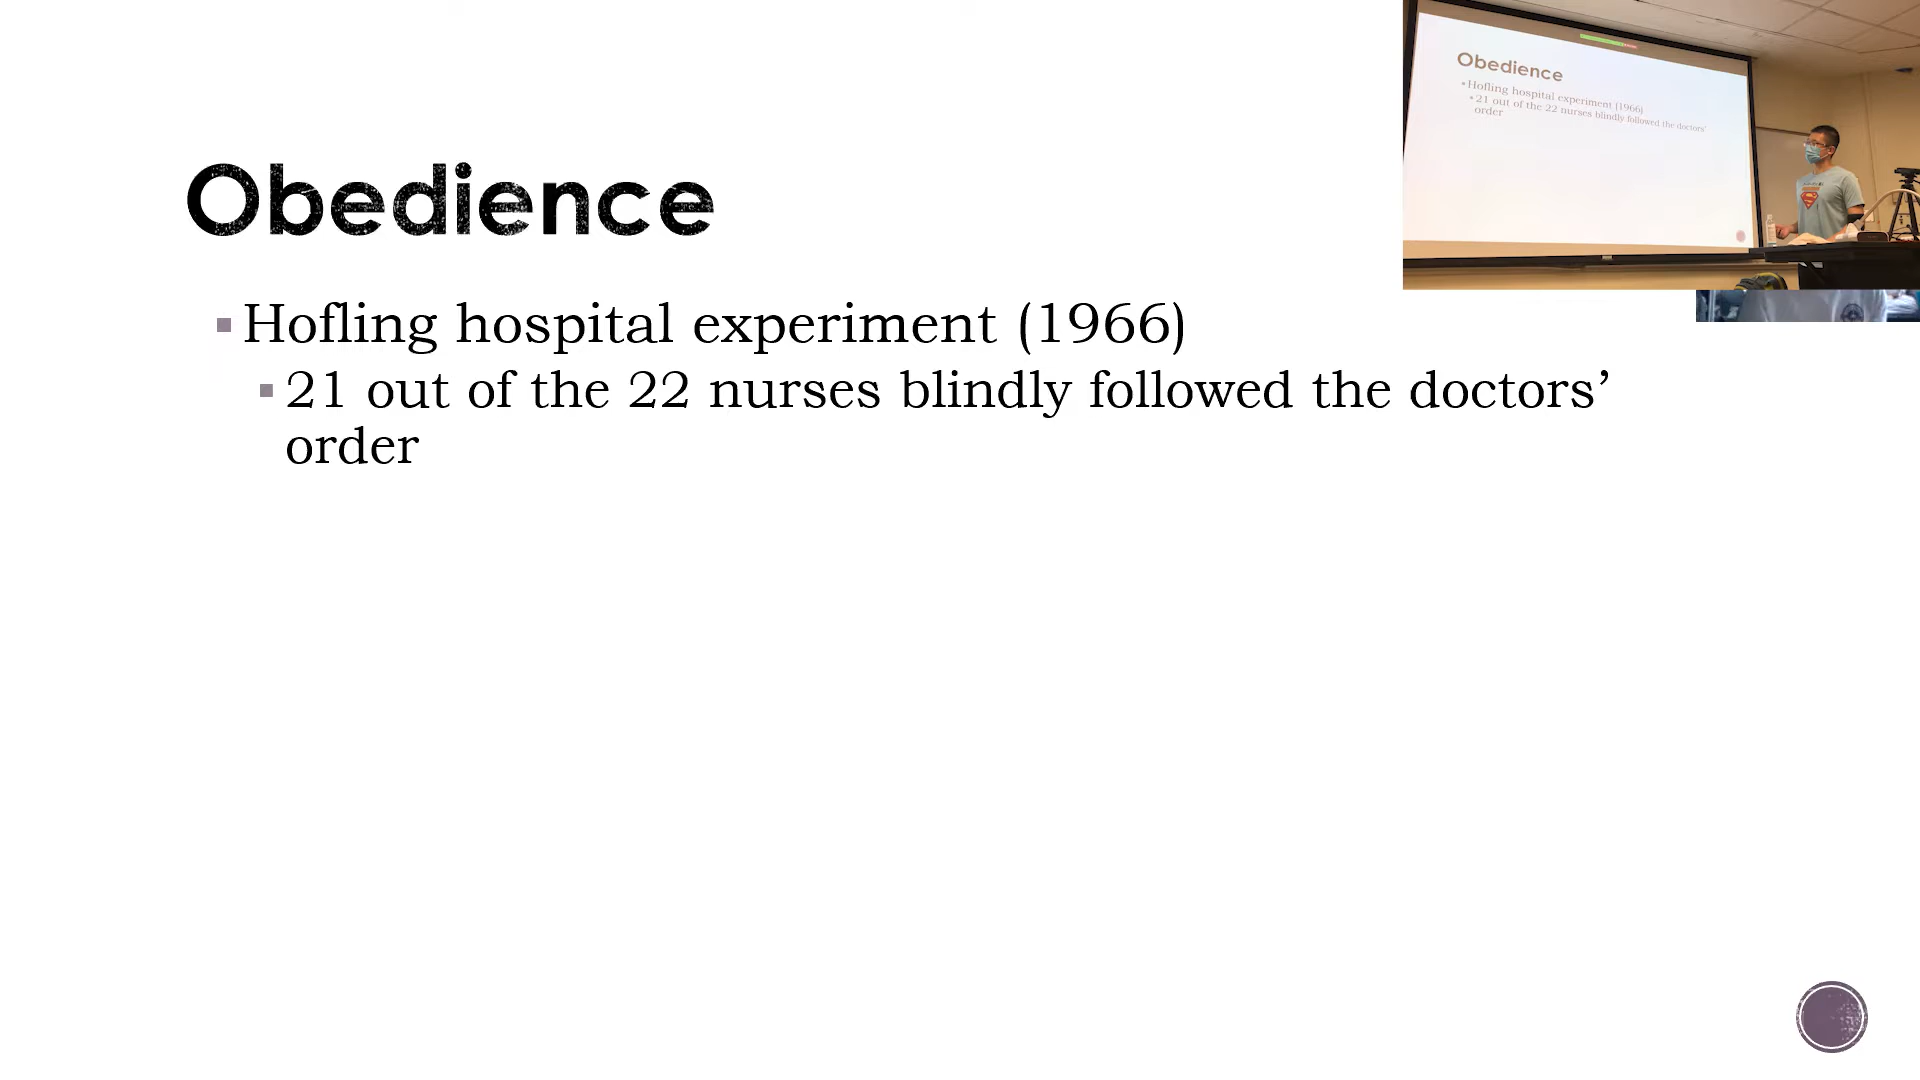 Obedience
Hofling hospital experiment (1966)
21 out of the 22 nurses blindly followed the doctors’
order
Obedience
Hofling hospital experiment (1966)
21 out of the 22 nurses blindly followed the doctors’
order